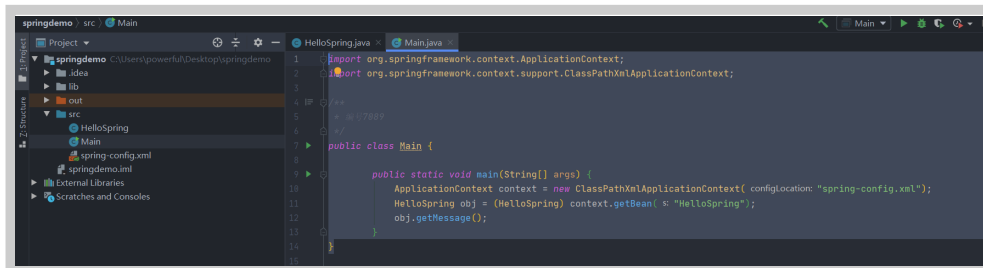 springdemo 〉 src 〉 Main
Main
Project
HelloSpring.java ×
Main.java ×
1: Project
Z: Structure
springdemo C:\Users\powerful\Desktop\springdemo
.idea
lib
out
src
HelloSpring
Main
spring-config.xml
springdemo.iml
External Libraries
Scratches and Consoles
1 import org.springframework.context.ApplicationContext;
2 import org.springframework.context.support.ClassPathXmlApplicationContext;
3
4 /**
5 *
6 */
7 public class Main {
8
9 public static void main(String[] args) {
10 ApplicationContext context = new ClassPathXmlApplicationContext( configLocation: "spring-config.xml");
11 HelloSpring obj = (HelloSpring) context.getBean( s: "HelloSpring");
12 obj.getMessage();
13 }
14 }
15